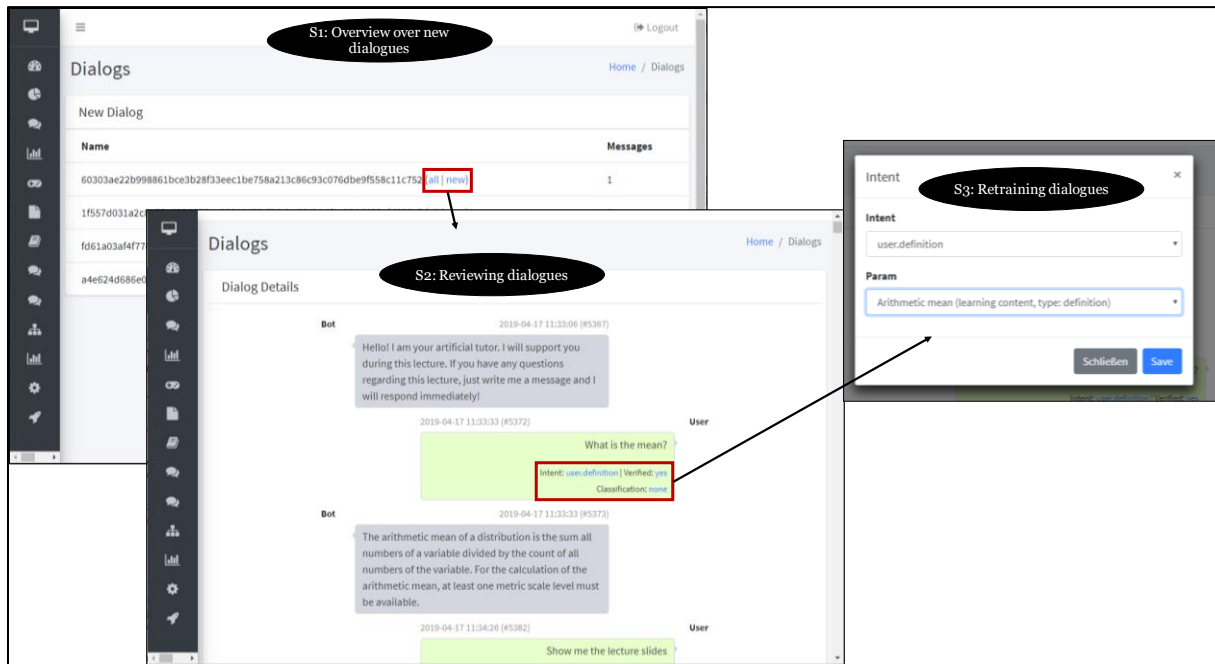 S1: Overview over new
dialogues
Logout
Dialogs
Home / Dialogs
New Dialog
Name
Messages
60303ae22b998861bce3b28f33eec1be758a213c86c93c076dbe9f558c11c752 (all | new)
1
1f557d031a2c
fd61a03af4f77
a4e624d686e0
Dialogs
Home / Dialogs
S2: Reviewing dialogues
Dialog Details
Bot
2019-04-17 11:33:06 (#5367)
Hello! I am your artificial tutor. I will support you
during this lecture. If you have any questions
regarding this lecture, just write me a message and I
will respond immediately!
2019-04-17 11:33:33 (#5372)
User
What is the mean?
Intent: user.definition | Verified: yes
Classification: none
Bot
2019-04-17 11:33:33 (#5373)
The arithmetic mean of a distribution is the sum all
numbers of a variable divided by the count of all
numbers of the variable. For the calculation of the
arithmetic mean, at least one metric scale level must
be available.
2019-04-17 11:34:26 (#5382)
User
Show me the lecture slides
Intent
×
S3: Retraining dialogues
Intent
user.definition
Param
Arithmetic mean (learning content, type: definition)
Schließen
Save
Intent: user.definition | Verified: yes